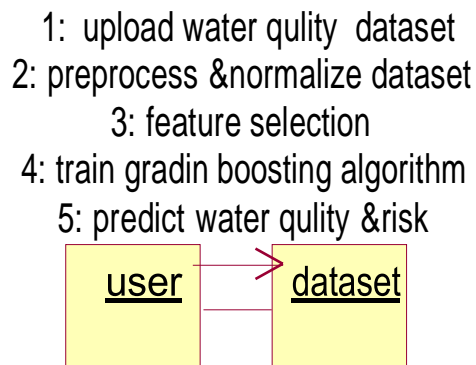 1: upload water qulity dataset
2: preprocess &normalize dataset
3: feature selection
4: train gradin boosting algorithm
5: predict water qulity &risk
user dataset